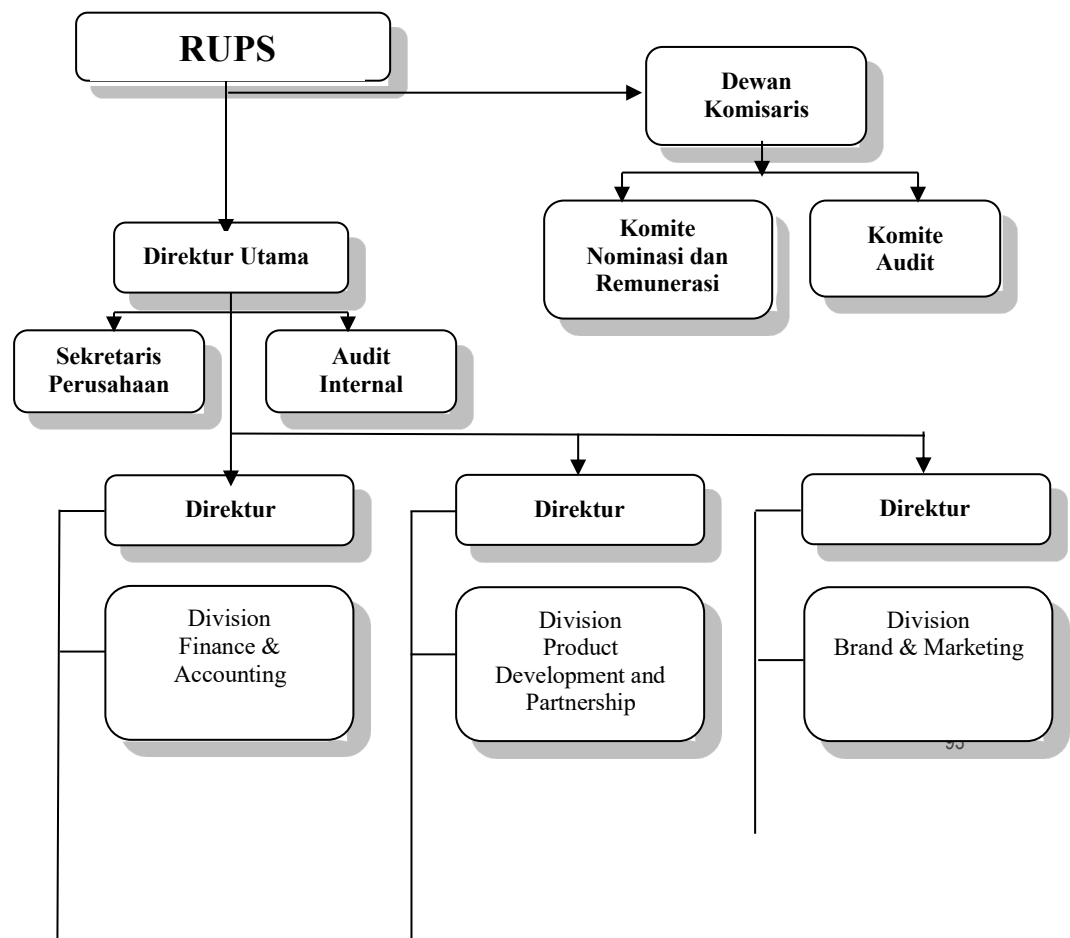 RUPS
Dewan
Komisaris
Komite
Nominasi dan
Remunerasi
Komite
Audit
Direktur Utama
Sekretaris
Perusahaan
Audit
Internal
Direktur
Direktur
Direktur
Division
Finance &
Accounting
Division
Product
Development and
Partnership
Division
Brand & Marketing